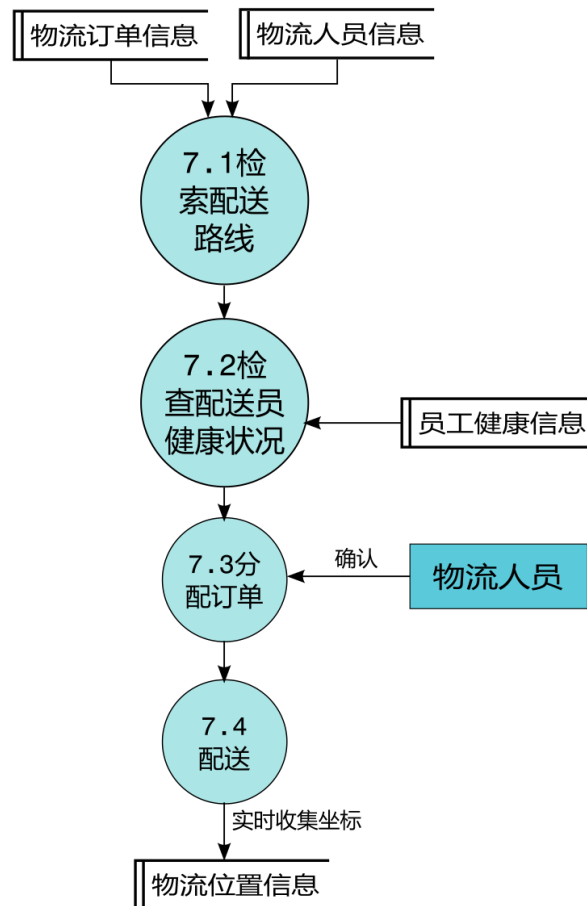 物流订单信息
物流人员信息
7.1检
索配送
路线
7.2检
查配送员
健康状况
员工健康信息
7.3分
配订单
确认
物流人员
7.4
配送
实时收集坐标
物流位置信息